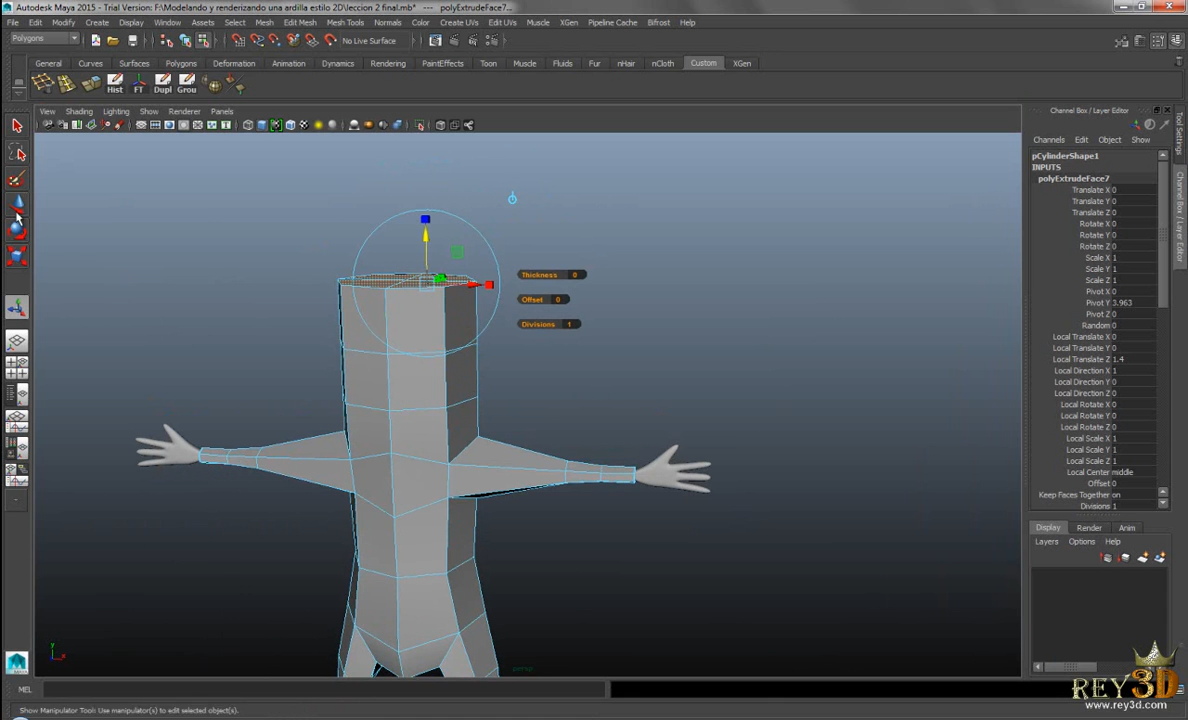 Autodesk Maya 2015 - Trial Version: F:\Modelando y renderizando una ardilla estilo 2D\leccion 2 final.mb* --- polyExtrudeFace7...
File Edit Modify Create Display Window Assets Select Mesh Edit Mesh Mesh Tools Normals Color Create UVs Edit UVs Muscle XGen Pipeline Cache Bifrost Help
Polygons
No Live Surface
General Curves Surfaces Polygons Deformation Animation Dynamics Rendering PaintEffects Toon Muscle Fluids Fur nHair nCloth Custom XGen
Hist FT Dupl Grou
View Shading Lighting Show Renderer Panels
Channel Box / Layer Editor
Channels Edit Object Show
pCylinderShape1
INPUTS
polyExtrudeFace7
Translate X 0
Translate Y 0
Translate Z 0
Rotate X 0
Rotate Y 0
Rotate Z 0
Scale X 1
Scale Y 1
Scale Z 1
Pivot X 0
Pivot Y 3.963
Pivot Z 0
Random 0
Local Translate X 0
Local Translate Y 0
Local Translate Z 1.4
Local Direction X 1
Local Direction Y 0
Local Direction Z 0
Local Rotate X 0
Local Rotate Y 0
Local Rotate Z 0
Local Scale X 1
Local Scale Y 1
Local Scale Z 1
Local Center middle
Offset 0
Keep Faces Together on
Divisions 1
Tool Settings
Channel Box / Layer Editor
Thickness 0
Offset 0
Divisions 1
Display Render Anim
Layers Options Help
y
x
persp
MEL
REY3D
www.rey3d.com
Show Manipulator Tool: Use manipulator(s) to edit selected object(s).